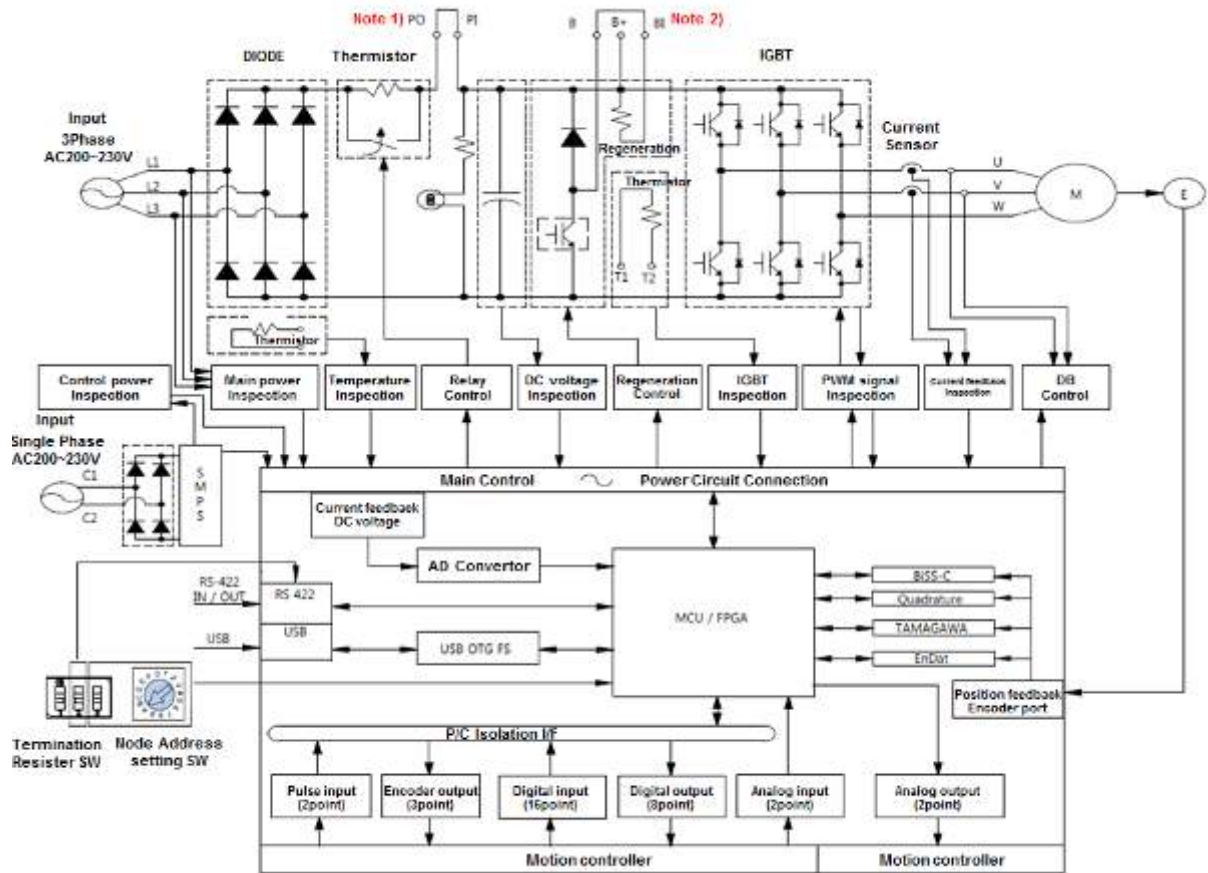 Note 1) PO PI
B B+ BI Note 2)
DIODE
Thermistor
IGBT
Input
3Phase
AC200~230V
L1
L2
L3
Regeneration
Thermistor
T1 T2
Current
Sensor
U
V
W
M
E
Thermistor
Control power
Inspection
Main power
Inspection
Temperature
Inspection
Relay
Control
DC voltage
Inspection
Regeneration
Control
IGBT
Inspection
PWM signal
Inspection
Current feedback
Inspection
DB
Control
Input
Single Phase
AC200~230V
C1
C2
S
M
P
S
Main Control Power Circuit Connection
Current feedback
DC voltage
AD Convertor
MCU / FPGA
RS-422
IN / OUT
RS 422
USB
USB
USB OTG FS
BiSS-C
Quadrature
TAMAGAWA
EnDat
Position feedback
Encoder port
Termination
Resister SW
Node Address
setting SW
P/C Isolation I/f
Pulse input
(2point)
Encoder output
(3point)
Digital input
(16point)
Digital output
(8point)
Analog input
(2point)
Analog output
(2point)
Motion controller
Motion controller